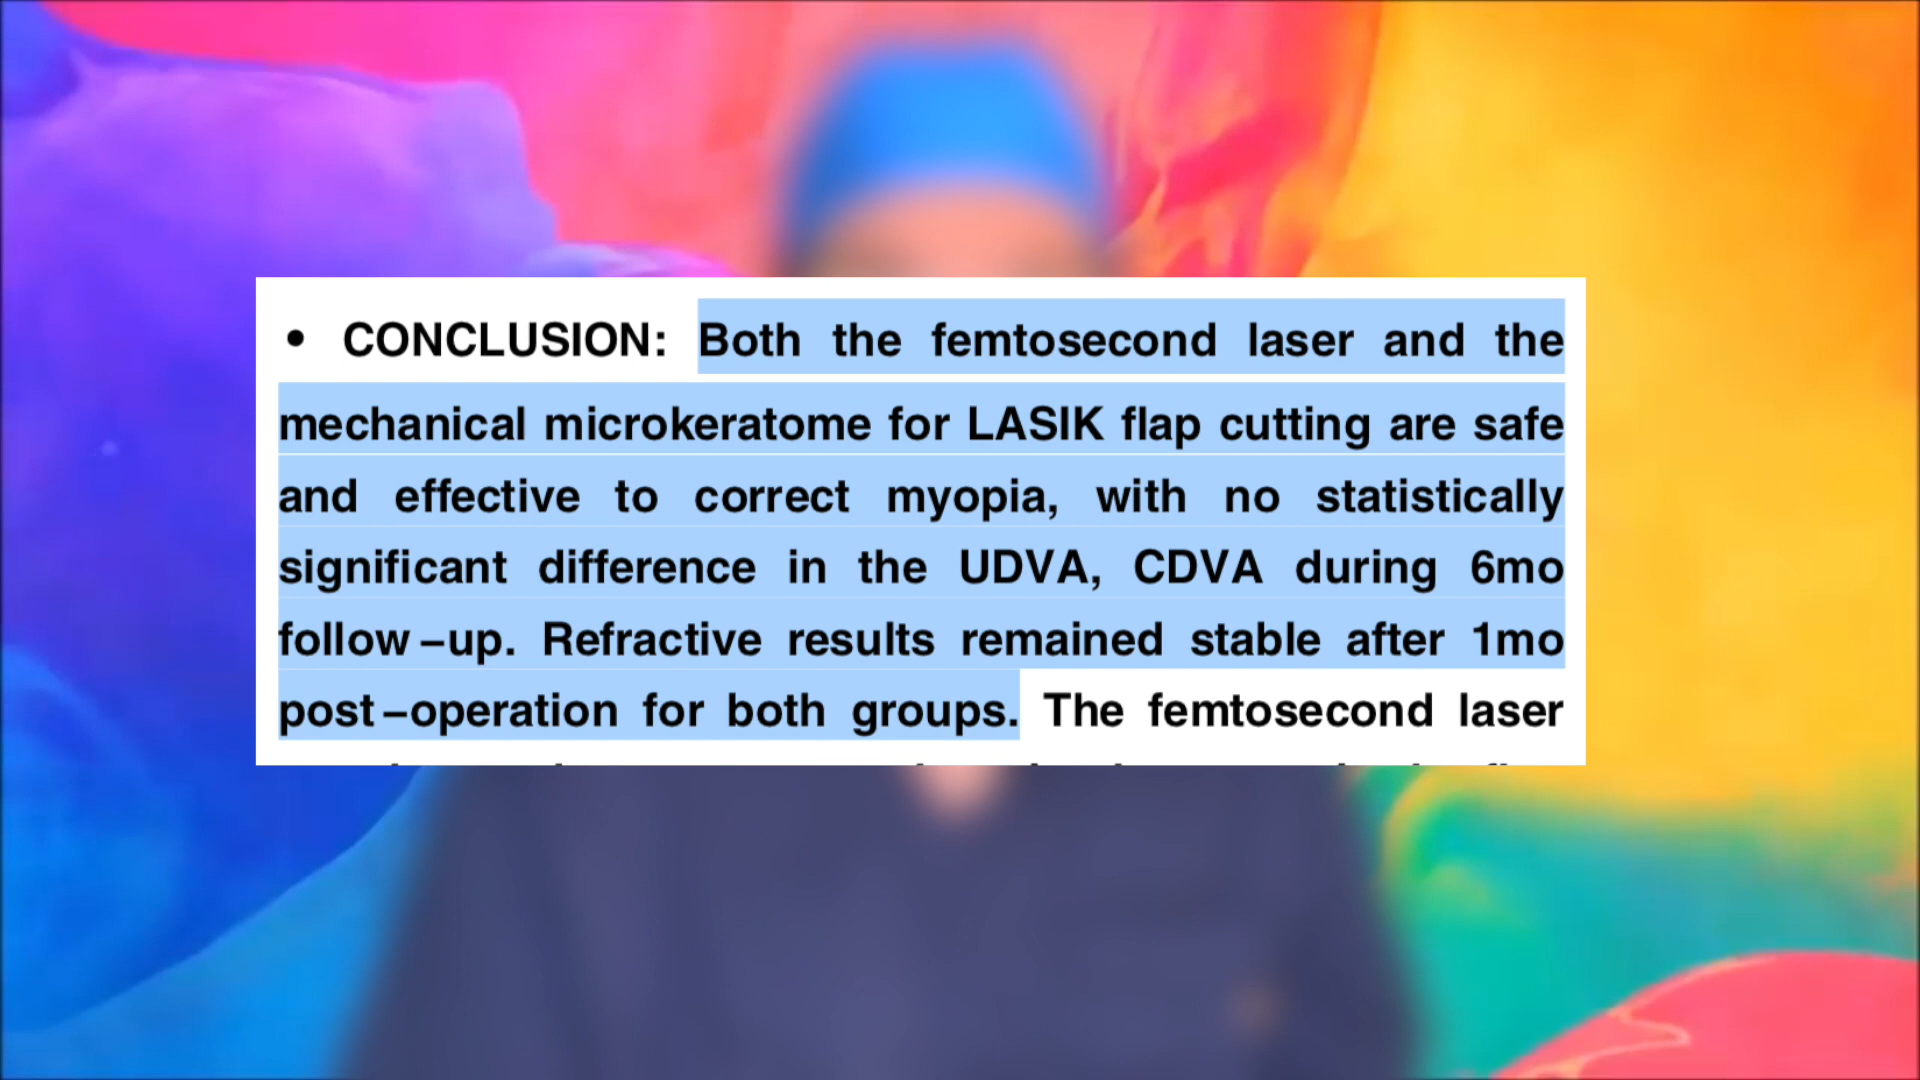 • CONCLUSION: Both the femtosecond laser and the
mechanical microkeratome for LASIK flap cutting are safe
and effective to correct myopia, with no statistically
significant difference in the UDVA, CDVA during 6mo
follow–up. Refractive results remained stable after 1mo
post–operation for both groups. The femtosecond laser